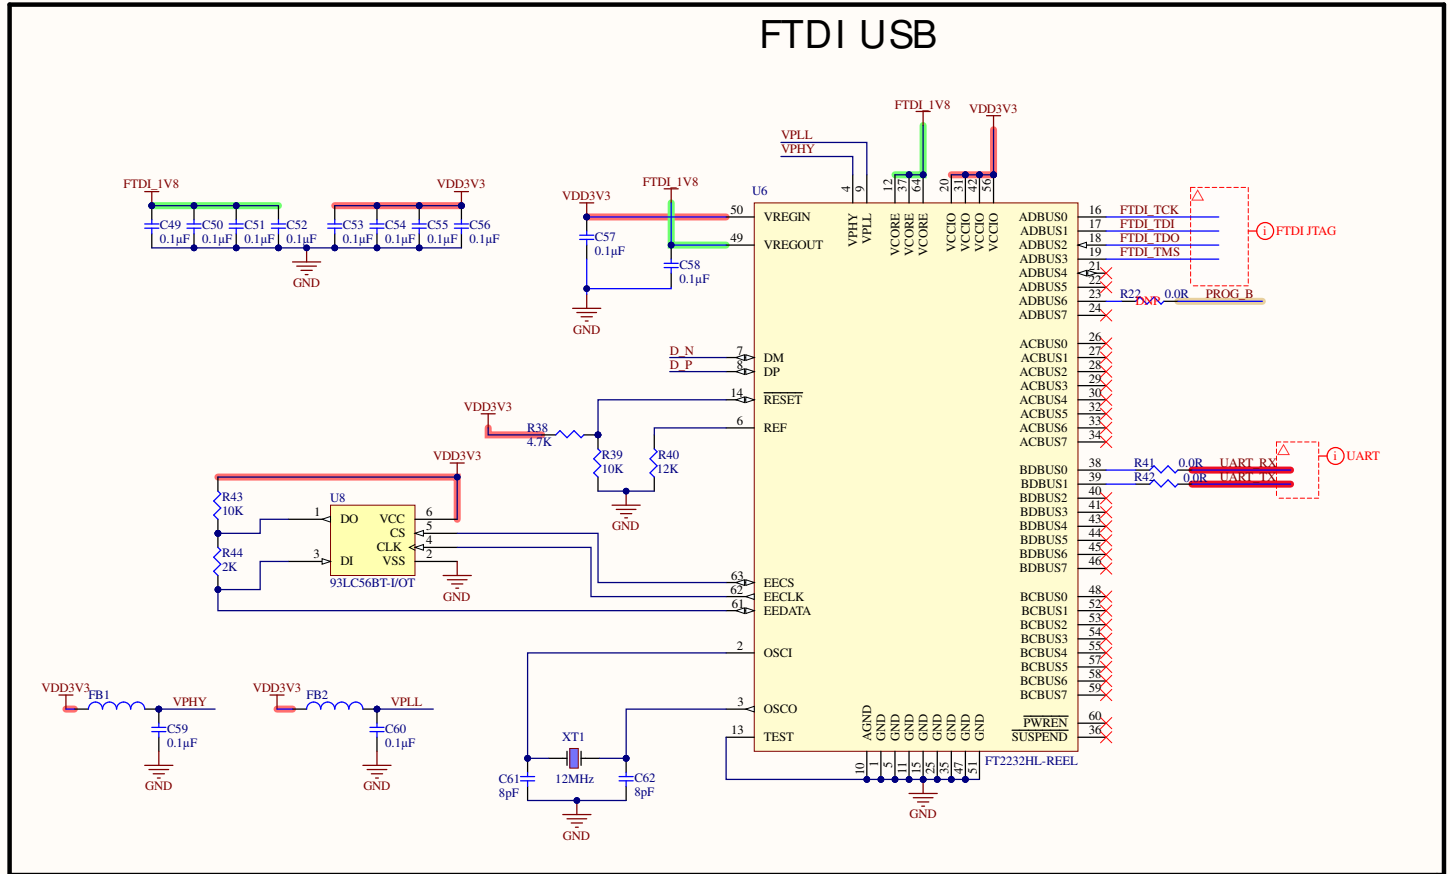 FTDI USB
FTDI_1V8
VDD3V3
VPLL
VPHY
FTDI_1V8
C49
0.1µF
C50
0.1µF
C51
0.1µF
C52
0.1µF
GND
VDD3V3
C53
0.1µF
C54
0.1µF
C55
0.1µF
C56
0.1µF
VDD3V3
FTDI_1V8
C57
0.1µF
C58
0.1µF
GND
U6
50 VREGIN
49 VREGOUT
4 VPHY
9 VPLL
12 VCORE
37 VCORE
64 VCORE
20 VCCIO
31 VCCIO
42 VCCIO
56 VCCIO
D_N 7 DM
D_P 8 DP
14 RESET
6 REF
63 EECS
62 EECLK
61 EEDATA
2 OSCI
3 OSCO
13 TEST
ADBUS0 16 FTDI_TCK
ADBUS1 17 FTDI_TDI
ADBUS2 18 FTDI_TDO
ADBUS3 19 FTDI_TMS
ADBUS4 21
ADBUS5 22
ADBUS6 23 R22 DNP 0.0R PROG_B
ADBUS7 24
i FTDI JTAG
ACBUS0 26
ACBUS1 27
ACBUS2 28
ACBUS3 29
ACBUS4 30
ACBUS5 32
ACBUS6 33
ACBUS7 34
BDBUS0 38 R41 0.0R UART_RX
BDBUS1 39 R42 0.0R UART_TX
BDBUS2 40
BDBUS3 41
BDBUS4 43
BDBUS5 44
BDBUS6 45
BDBUS7 46
i UART
BCBUS0 48
BCBUS1 52
BCBUS2 53
BCBUS3 54
BCBUS4 55
BCBUS5 57
BCBUS6 58
BCBUS7 59
PWREN 60
SUSPEND 36
AGND 10
GND 1
GND 5
GND 11
GND 15
GND 25
GND 35
GND 47
GND 51
FT2232HL-REEL
GND
VDD3V3
R38
4.7K
R39
10K
R40
12K
GND
VDD3V3
R43
10K
R44
2K
U8
1 DO
3 DI
VCC 6
CS 5
CLK 4
VSS 2
93LC56BT-I/OT
GND
VDD3V3
FB1
VPHY
C59
0.1µF
GND
VDD3V3
FB2
VPLL
C60
0.1µF
GND
XT1
12MHz
C61
8pF
C62
8pF
GND